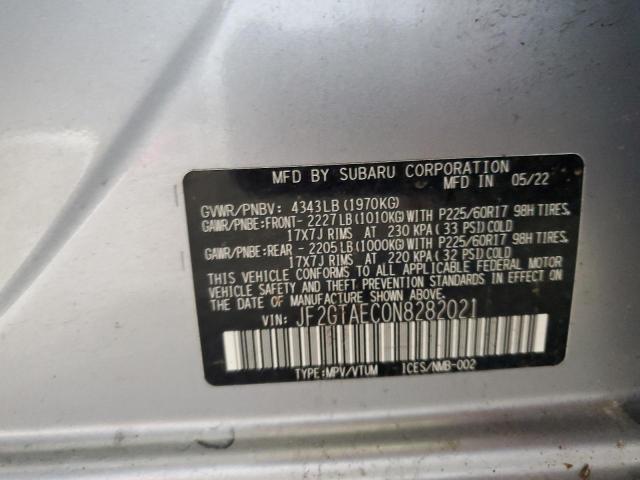 MFD BY SUBARU CORPORATION
MFD IN 05/22
GVWR/PNBV: 4343LB (1970KG)
GAWR/PNBE:FRONT- 2227LB (1010KG)WITH P225/60R17 98H TIRES,
17X7J RIMS AT 230 KPA (33 PSI)COLD
GAWR/PNBE:REAR - 2205LB (1000KG)WITH P225/60R17 98H TIRES,
17X7J RIMS AT 220 KPA (32 PSI)COLD
THIS VEHICLE CONFORMS TO ALL APPLICABLE FEDERAL MOTOR
VEHICLE SAFETY AND THEFT PREVENTION STANDARDS IN EFFECT ON
THE DATE OF MANUFACTURE SHOWN ABOVE.
VIN: JF2GTAEC0N8282021
TYPE:MPV/VTUM ICES/NMB-002